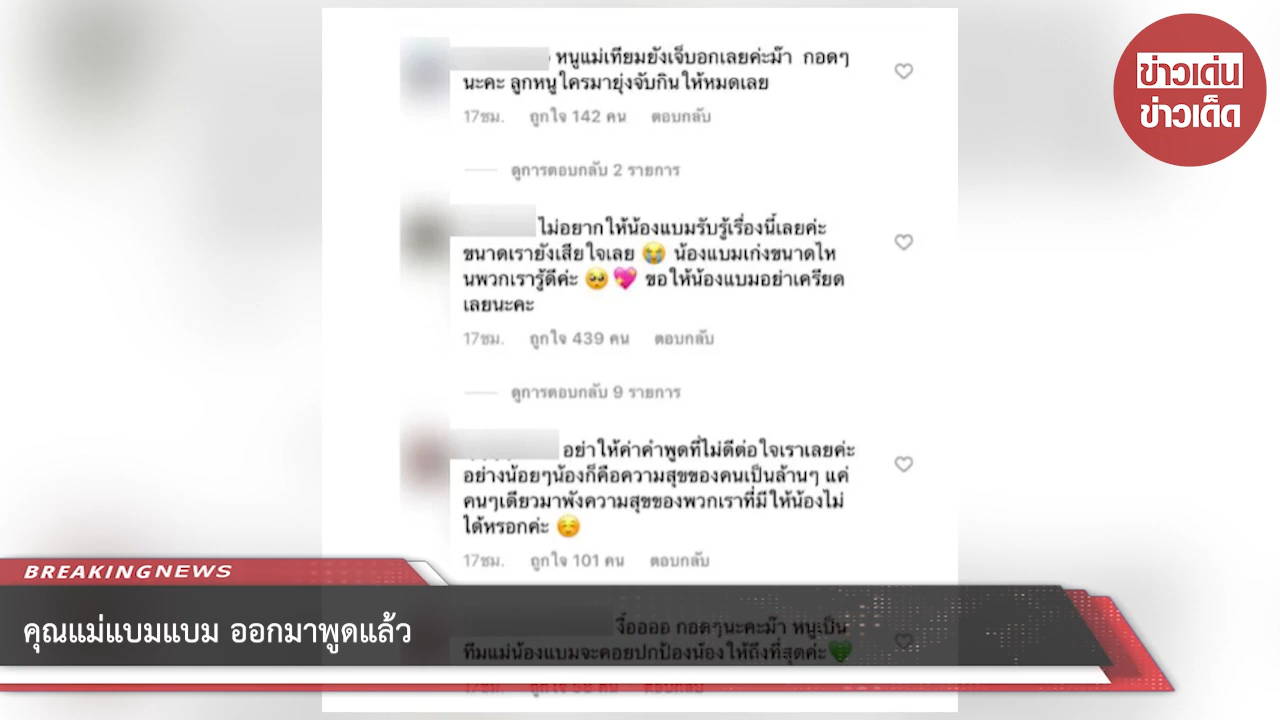 หนูแม่เทียมยังเจ็บอกเลยค่ะม๊า กอดๆ
นะคะ ลูกหนูใครมายุ่งจับกินให้หมดเลย
17ชม. ถูกใจ 142 คน ตอบกลับ
ดูการตอบกลับ 2 รายการ
ไม่อยากให้น้องแบมรับรู้เรื่องนี้เลยค่ะ
ขนาดเรายังเสียใจเลย 😭 น้องแบมเก่งขนาดไห
นพวกเรารู้ดีค่ะ 🥺💖 ขอให้น้องแบมอย่าเครียด
เลยนะคะ
17ชม. ถูกใจ 439 คน ตอบกลับ
ดูการตอบกลับ 9 รายการ
อย่าให้ค่าคำพูดที่ไม่ดีต่อใจเราเลยค่ะ
อย่างน้อยๆน้องก็คือความสุขของคนเป็นล้านๆ แค่
คนๆเดียวมาพังความสุขของพวกเราที่มีให้น้องไม่
ได้หรอกค่ะ ☺️
17ชม. ถูกใจ 101 คน ตอบกลับ
งื้ออออ กอดๆนะคะม๊า หนูเป็น
ทีมแม่น้องแบมจะคอยปกป้องน้องให้ถึงที่สุดค่ะ💚
17ชม. ถูกใจ 58 คน ตอบกลับ
BREAKINGNEWS
คุณแม่แบมแบม ออกมาพูดแล้ว
ข่าวเด่น
ข่าวเด็ด